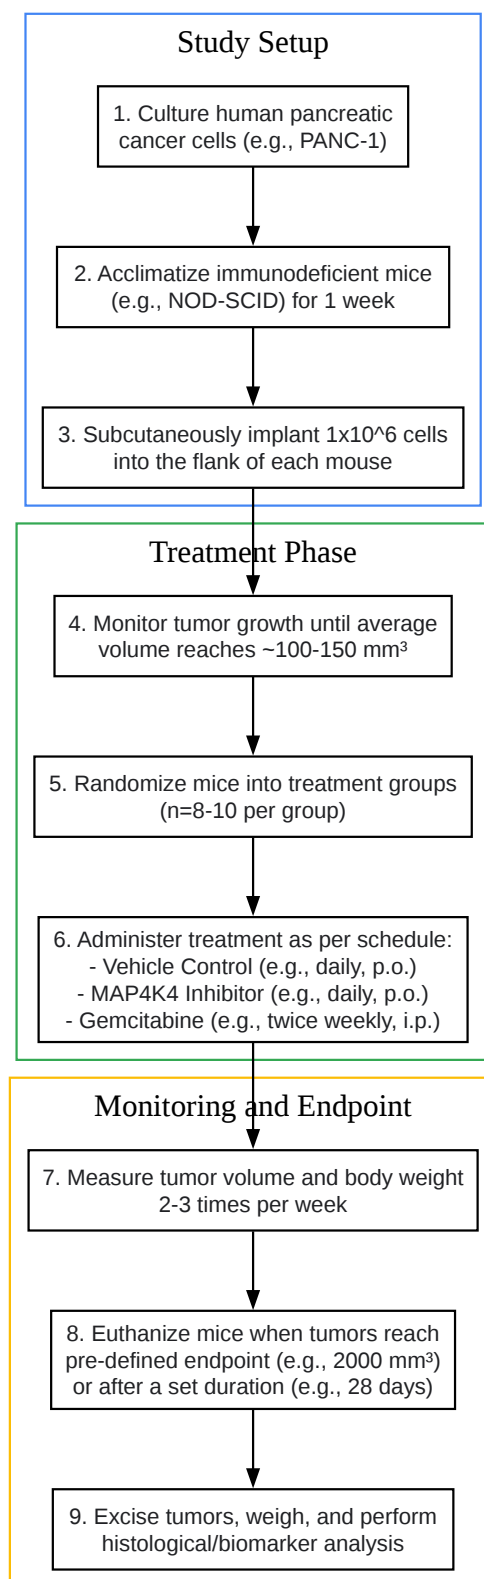 Study Setup
1. Culture human pancreatic
cancer cells (e.g., PANC-1)
2. Acclimatize immunodeficient mice
(e.g., NOD-SCID) for 1 week
3. Subcutaneously implant 1x10^6 cells
into the flank of each mouse
Treatment Phase
4. Monitor tumor growth until average
volume reaches ~100-150 mm³
5. Randomize mice into treatment groups
(n=8-10 per group)
6. Administer treatment as per schedule:
- Vehicle Control (e.g., daily, p.o.)
- MAP4K4 Inhibitor (e.g., daily, p.o.)
- Gemcitabine (e.g., twice weekly, i.p.)
Monitoring and Endpoint
7. Measure tumor volume and body weight
2-3 times per week
8. Euthanize mice when tumors reach
pre-defined endpoint (e.g., 2000 mm³)
or after a set duration (e.g., 28 days)
9. Excise tumors, weigh, and perform
histological/biomarker analysis